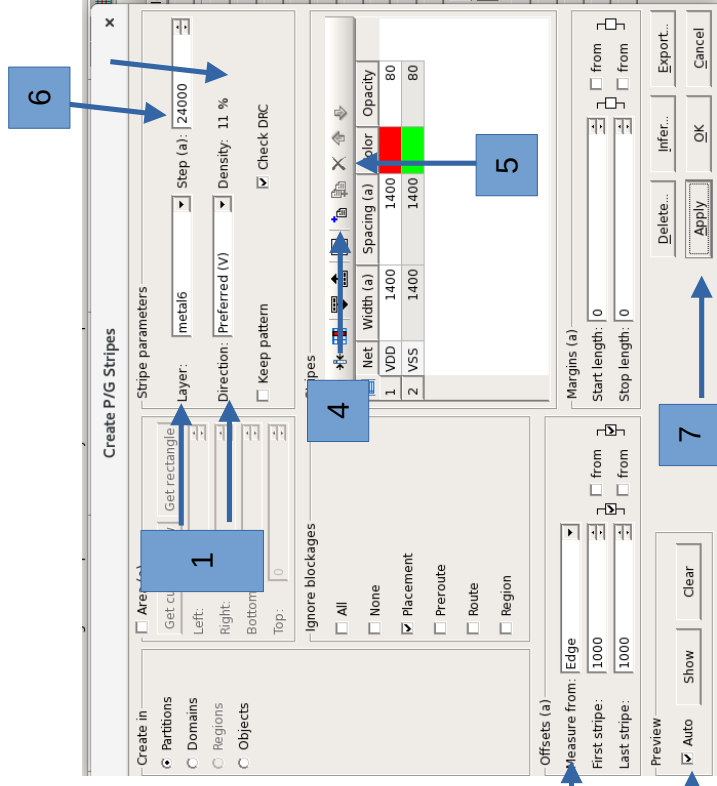 6
Create P/G Stripes
×
Create in
Partitions
Domains
Regions
Objects
Area
Get cu
Get rectangle
Left:
Right:
Bottom
Top:
0
1
Stripe parameters
Layer: metal6
Step (a): 24000
Direction: Preferred (V)
Density: 11 %
Keep pattern
Check DRC
Ignore blockages
All
None
Placement
Preroute
Route
Region
Stripes
4
5
Net Width (a) Spacing (a) Color Opacity
1 VDD 1400 1400 80
2 VSS 1400 1400 80
Offsets (a)
Measure from: Edge
First stripe: 1000 from
Last stripe: 1000 from
Margins (a)
Start length: 0 from
Stop length: 0 from
Preview
Auto Show Clear
7
Delete... Infer... Export...
Apply OK Cancel